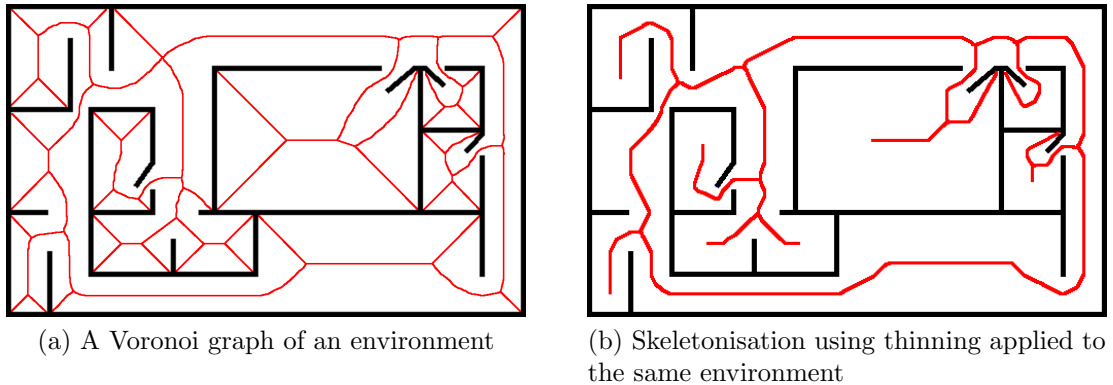 (a) A Voronoi graph of an environment
(b) Skeletonisation using thinning applied to
the same environment